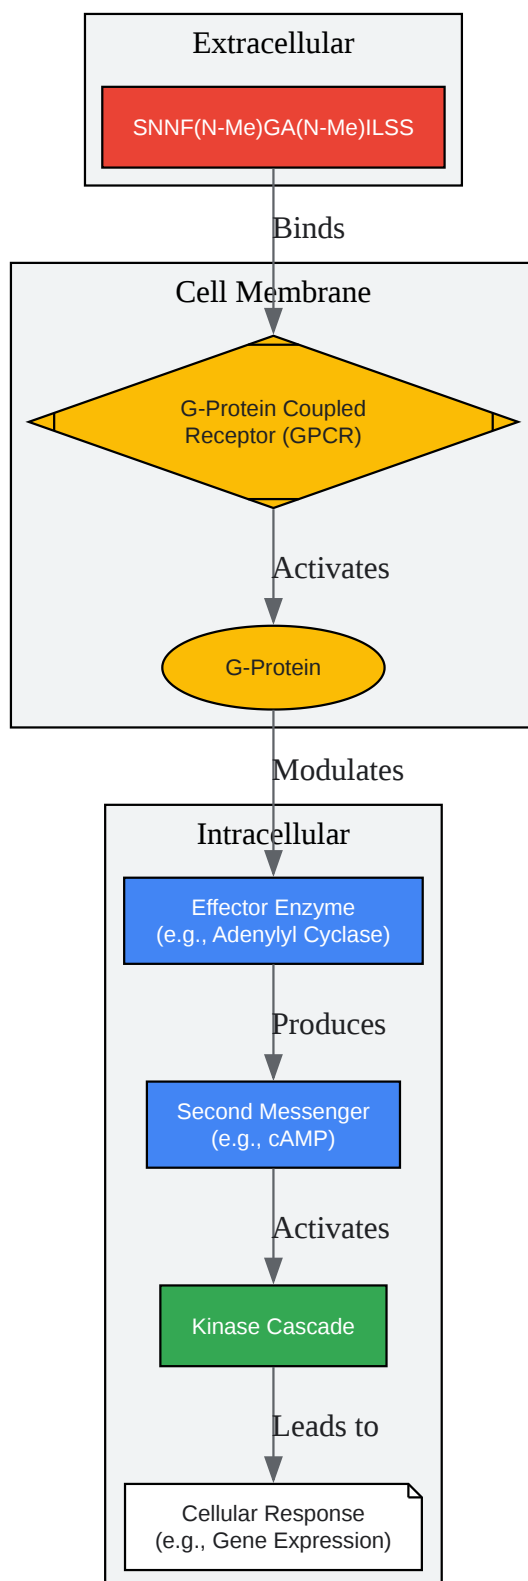 Extracellular
SNNF(N-Me)GA(N-Me)ILSS
Binds
Cell Membrane
G-Protein Coupled
Receptor (GPCR)
Activates
G-Protein
Modulates
Intracellular
Effector Enzyme
(e.g., Adenylyl Cyclase)
Produces
Second Messenger
(e.g., cAMP)
Activates
Kinase Cascade
Leads to
Cellular Response
(e.g., Gene Expression)